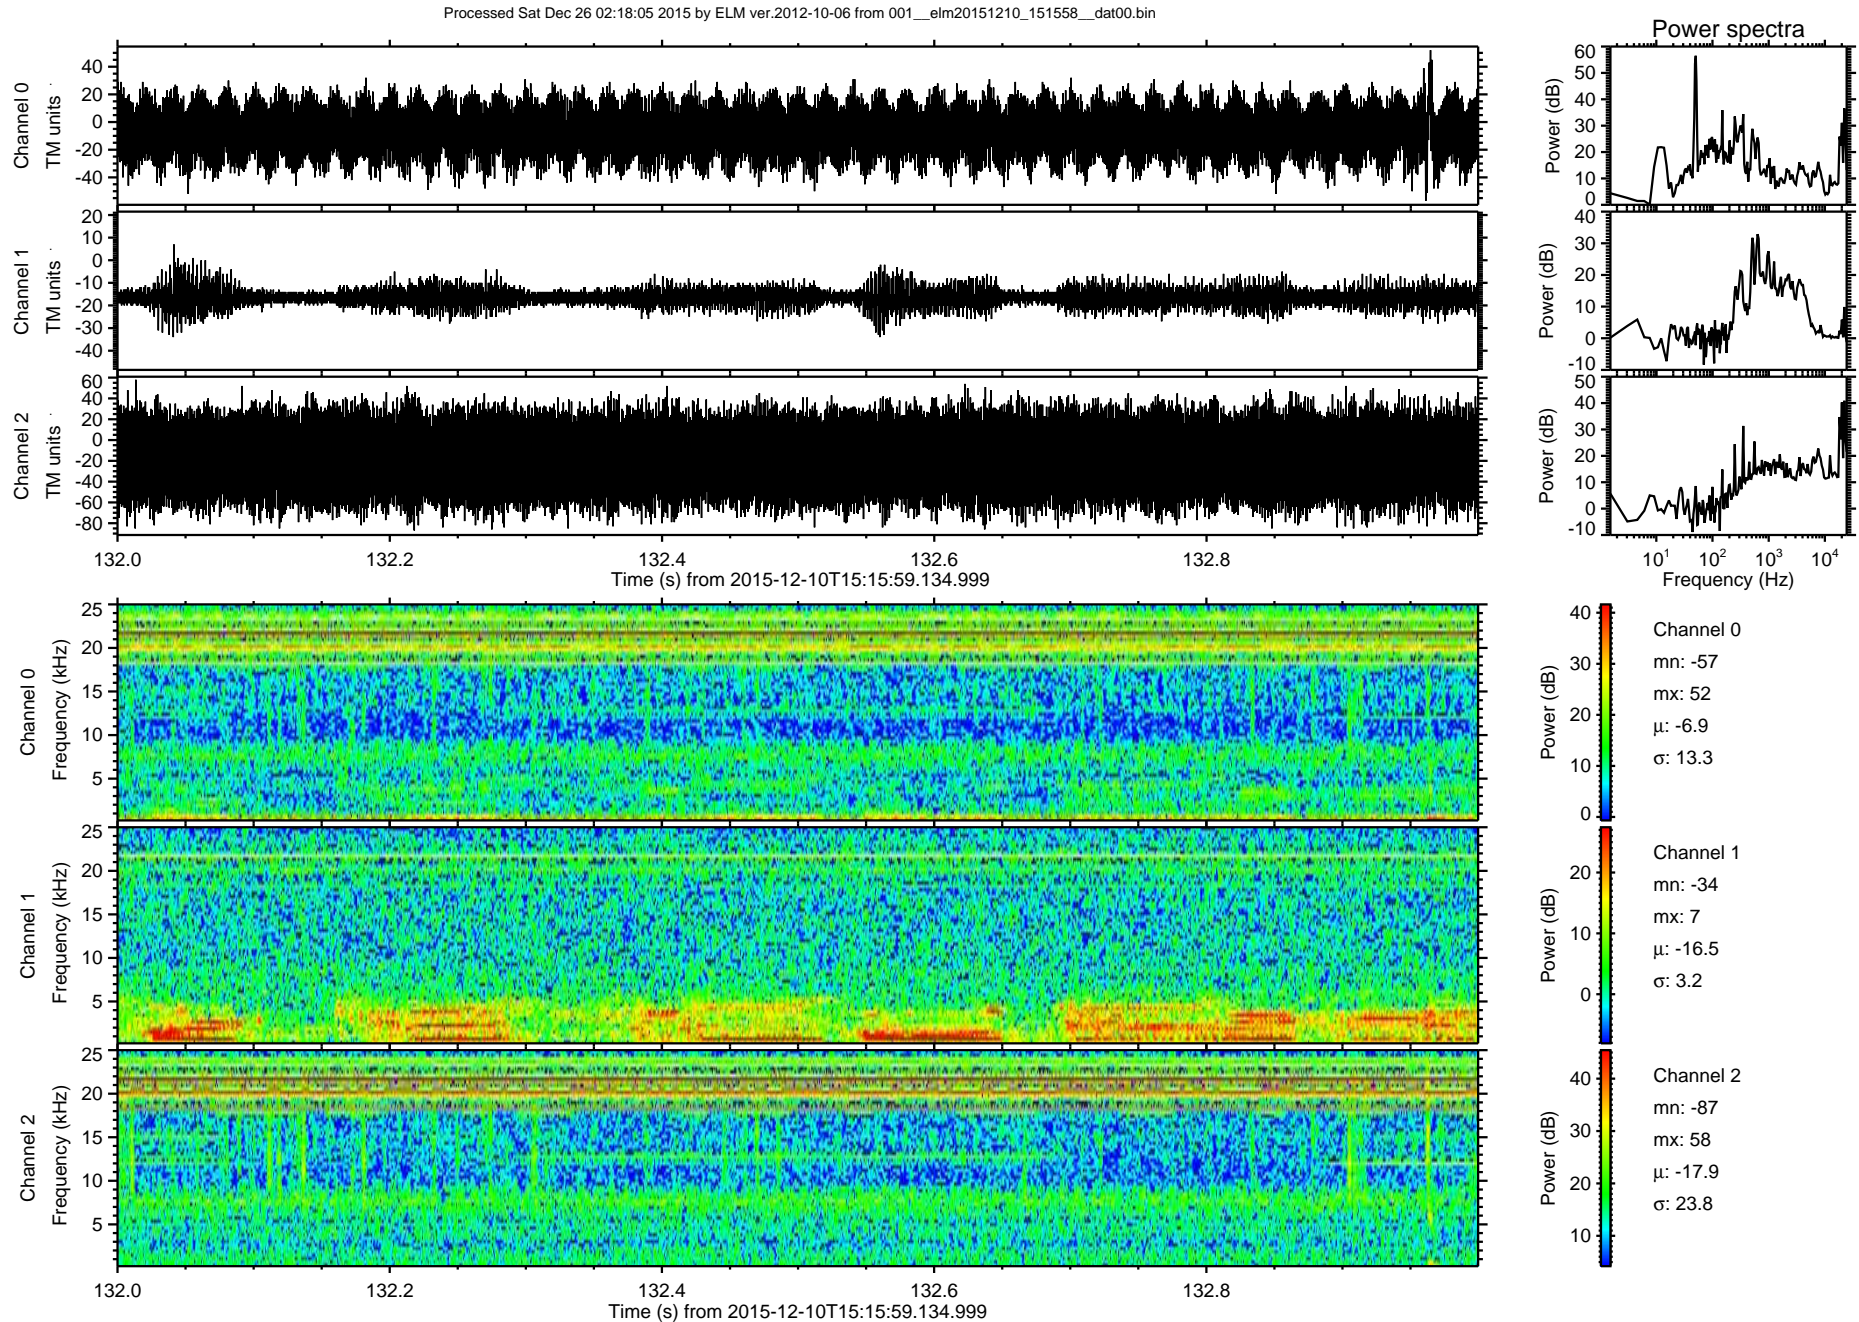 Processed Sat Dec 26 02:18:05 2015 by ELM ver.2012-10-06 from 001__elm20151210_151558__dat00.bin
Power spectra
Channel 0
TM units
40
20
0
-20
-40
Power (dB)
60
50
40
30
20
10
0
Channel 1
TM units
20
10
0
-10
-20
-30
-40
Power (dB)
40
30
20
10
0
-10
Channel 2
TM units
60
40
20
0
-20
-40
-60
-80
Power (dB)
50
40
30
20
10
0
-10
132.0 132.2 132.4 132.6 132.8
Time (s) from 2015-12-10T15:15:59.134.999
10^1 10^2 10^3 10^4
Frequency (Hz)
Channel 0
Frequency (kHz)
25
20
15
10
5
Power (dB)
40
30
20
10
0
Channel 0
mn: -57
mx: 52
μ: -6.9
σ: 13.3
Channel 1
Frequency (kHz)
25
20
15
10
5
Power (dB)
20
10
0
Channel 1
mn: -34
mx: 7
μ: -16.5
σ: 3.2
Channel 2
Frequency (kHz)
25
20
15
10
5
Power (dB)
40
30
20
10
Channel 2
mn: -87
mx: 58
μ: -17.9
σ: 23.8
132.0 132.2 132.4 132.6 132.8
Time (s) from 2015-12-10T15:15:59.134.999